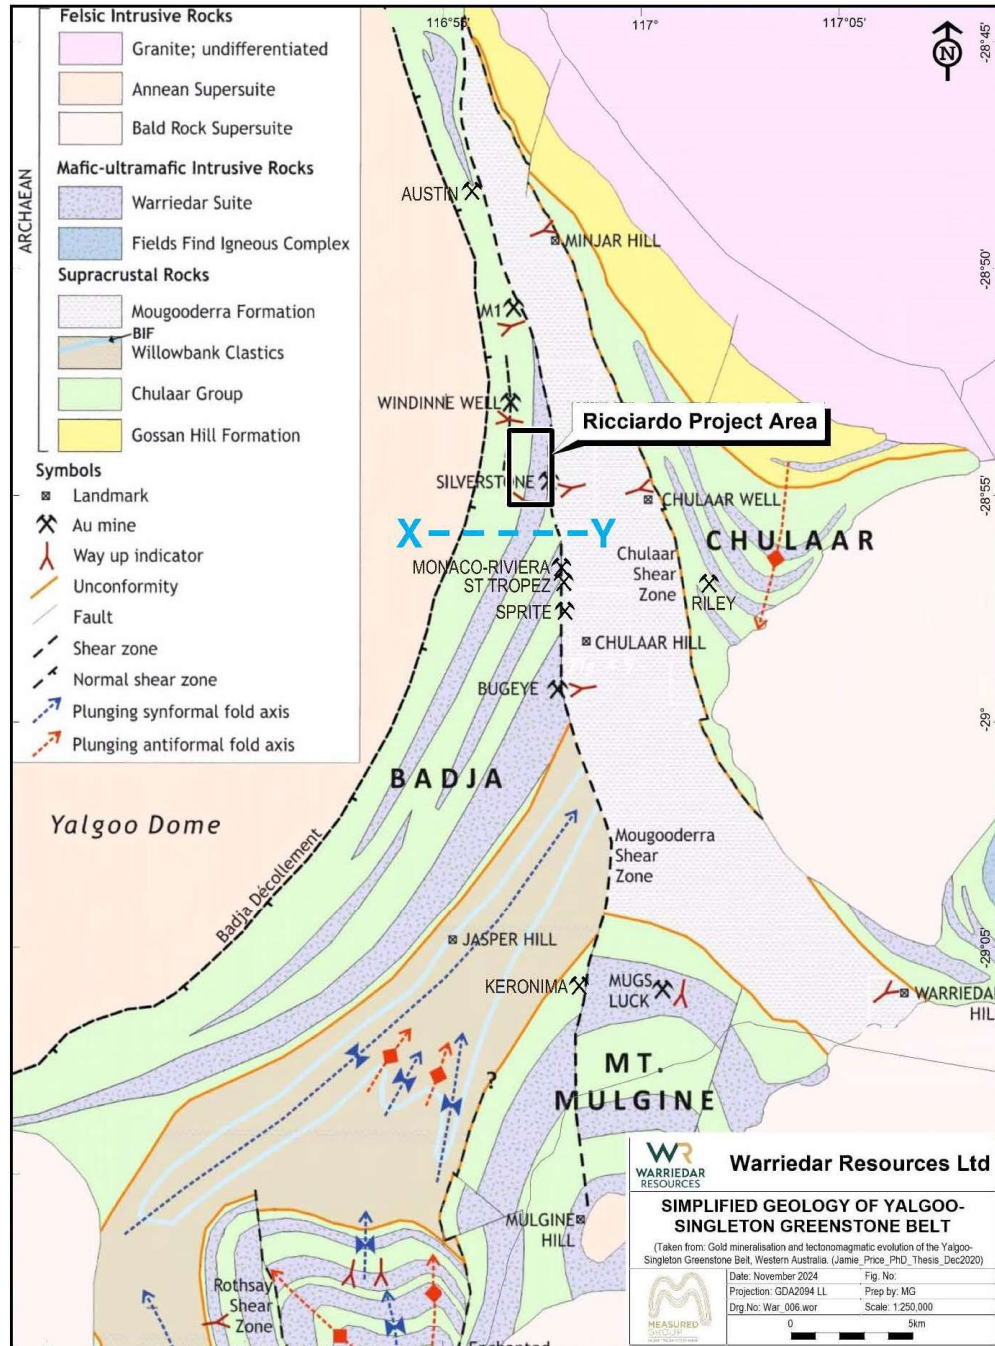 116°55'
117°
117°05'
-28°45'
N
Felsic Intrusive Rocks
Granite; undifferentiated
Annean Supersuite
Bald Rock Supersuite
ARCHAEAN
Mafic-ultramafic Intrusive Rocks
Warriedar Suite
Fields Find Igneous Complex
Supracrustal Rocks
Mougooderra Formation
BIF
Willowbank Clastics
Chulaar Group
Gossan Hill Formation
Symbols
Landmark
Au mine
Way up indicator
Unconformity
Fault
Shear zone
Normal shear zone
Plunging synformal fold axis
Plunging antiformal fold axis
AUSTIN
MINJAR HILL
-28°50'
M1
WINDINNE WELL
Ricciardo Project Area
SILVERSTONE
CHULAAR WELL
-28°55'
X
Y
CHULAAR
Chulaar
Shear
Zone
MONACO-RIVIERA
ST TROPEZ
RILEY
SPRITE
CHULAAR HILL
BUGEYE
-29°
BADJA
Yalgoo Dome
Mougooderra
Shear
Zone
Badja Décollement
JASPER HILL
-29°05'
KERONIMA
MUGS
LUCK
WARRIEDAR
HILL
?
MT.
MULGINE
MULGINE
HILL
Rothsay
Shear
Zone
Enchanted
WR
WARRIEDAR
RESOURCES
Warriedar Resources Ltd
SIMPLIFIED GEOLOGY OF YALGOO-
SINGLETON GREENSTONE BELT
(Taken from: Gold mineralisation and tectonomagmatic evolution of the Yalgoo-
Singleton Greenstone Belt, Western Australia. (Jamie_Price_PhD_Thesis_Dec2020)
MEASURED
GROUP
Date: November 2024
Fig. No:
Projection: GDA2094 LL
Prep by: MG
Drg.No: War_006.wor
Scale: 1:250,000
0
5km